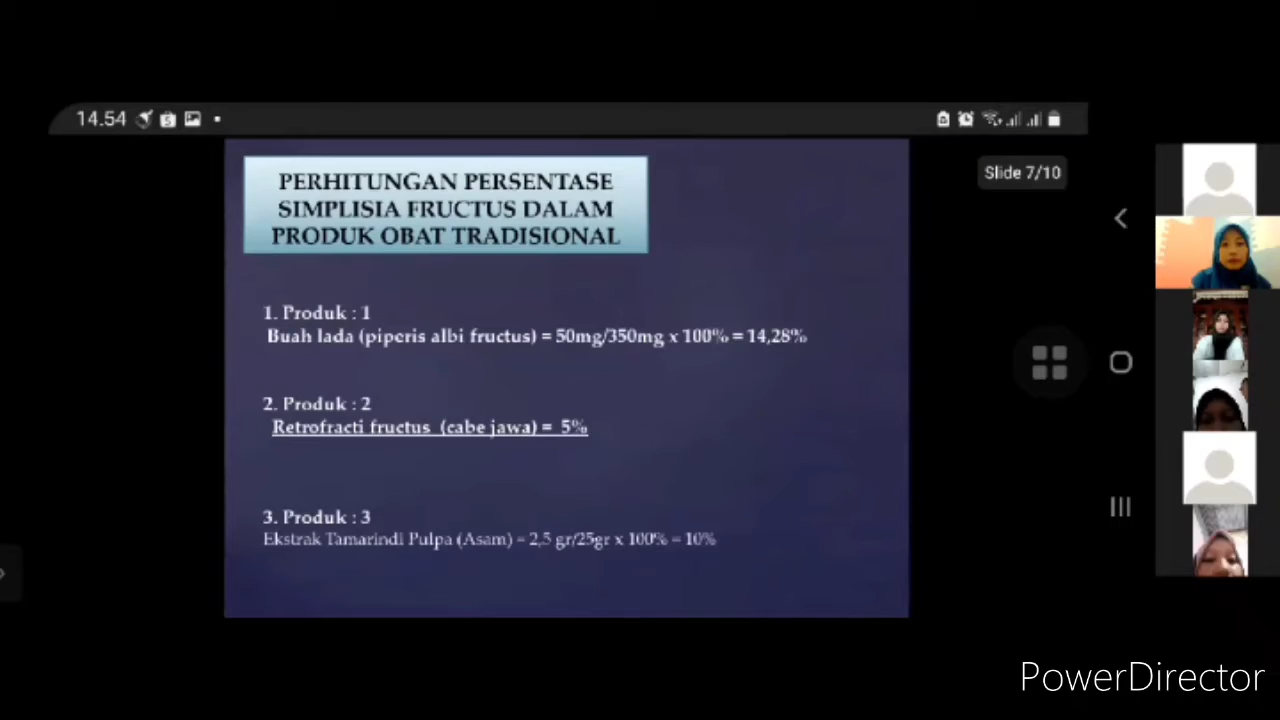 14.54
Slide 7/10
PERHITUNGAN PERSENTASE
SIMPLISIA FRUCTUS DALAM
PRODUK OBAT TRADISIONAL
1. Produk : 1
Buah lada (piperis albi fructus) = 50mg/350mg x 100% = 14,28%
2. Produk : 2
Retrofracti fructus (cabe jawa) = 5%
3. Produk : 3
Ekstrak Tamarindi Pulpa (Asam) = 2,5 gr/25gr x 100% = 10%
PowerDirector